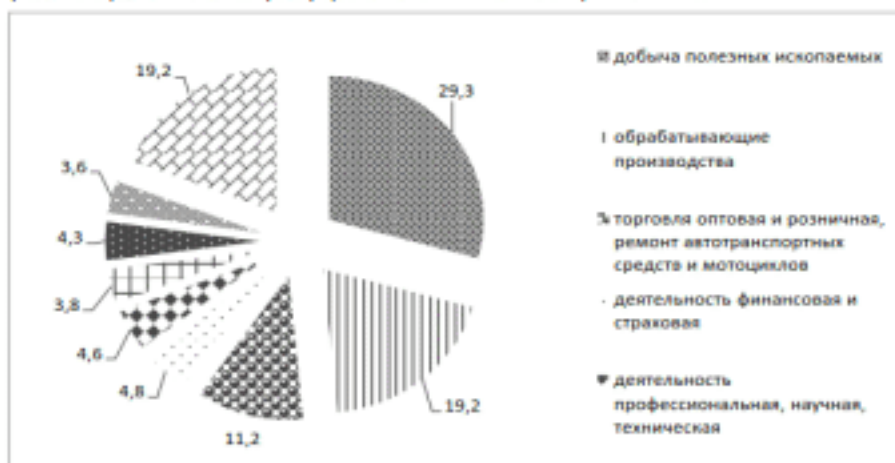 19,2
29,3
3,6
4,3
3,8
4,6
4,8
11,2
19,2
добыча полезных ископаемых
обрабатывающие
производства
торговля оптовая и розничная,
ремонт автотранспортных
средств и мотоциклов
деятельность финансовая и
страховая
деятельность
профессиональная, научная,
техническая